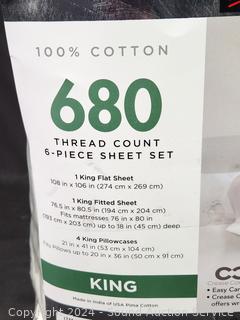 100% COTTON
680
THREAD COUNT
6-PIECE SHEET SET
1 King Flat Sheet
108 in x 106 in (274 cm x 269 cm)
1 King Fitted Sheet
76.5 in x 80.5 in (194 cm x 204 cm)
Fits mattresses 76 in x 80 in
(193 cm x 203 cm) up to 18 in (45 cm) deep
4 King Pillowcases
21 in x 41 in (53 cm x 104 cm)
Fits Pillows up to 20 in x 36 in (50 cm x 91 cm)
KING
Made in India of USA Pima Cotton
Easy Car
Crease
offers wr
Copyright 2024 - Sound Auction Service